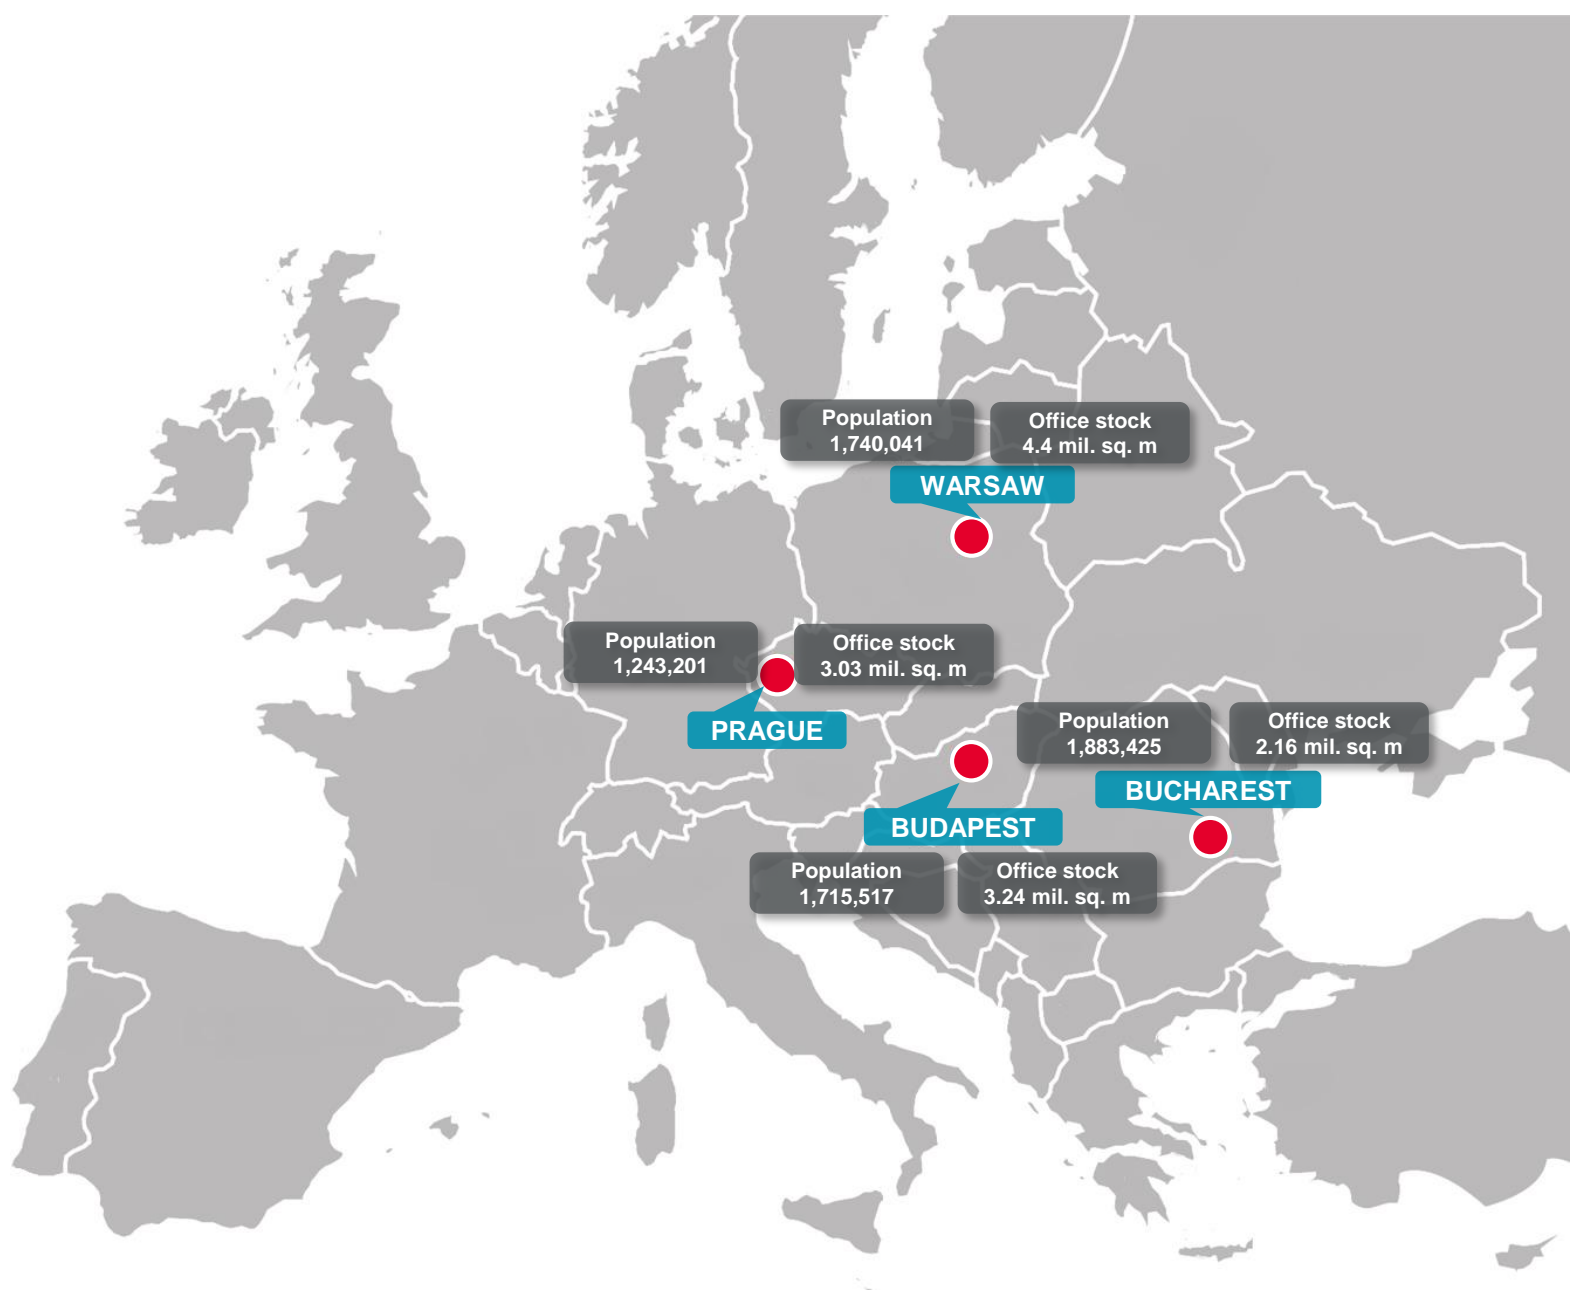 Population
1,740,041
Office stock
4.4 mil. sq. m
WARSAW
Population
1,243,201
Office stock
3.03 mil. sq. m
PRAGUE
Population
1,883,425
Office stock
2.16 mil. sq. m
BUCHAREST
BUDAPEST
Population
1,715,517
Office stock
3.24 mil. sq. m